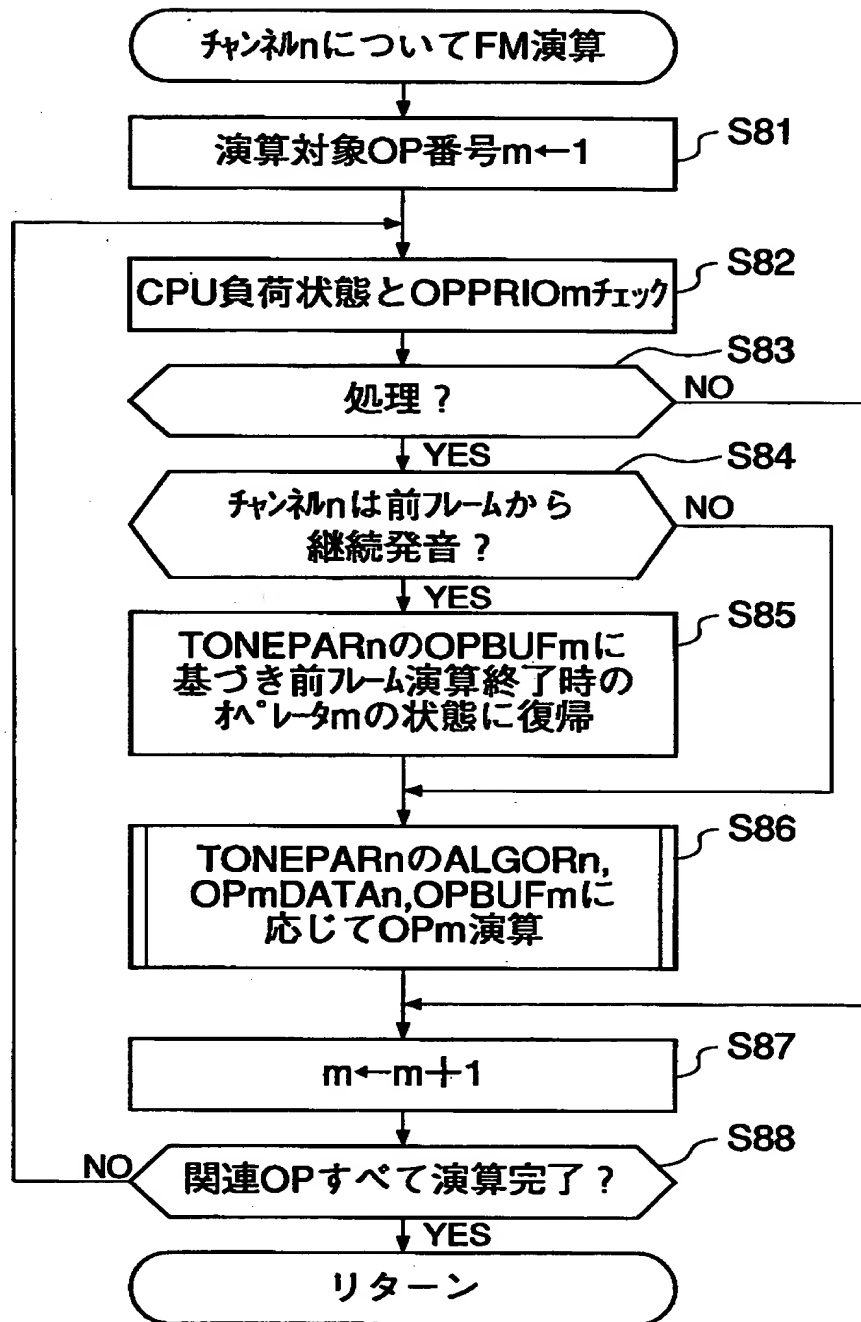 チャンネルnについてFM演算
S81
演算対象OP番号m←1
S82
CPU負荷状態とOPPRIOmチェック
S83
処理?
NO
YES
S84
チャンネルnは前フレームから
継続発音?
NO
YES
S85
TONEPARnのOPBUFmに
基づき前フレーム演算終了時の
オペレータmの状態に復帰
S86
TONEPARnのALGORn,
OPmDATAn,OPBUFmに
応じてOPm演算
S87
m←m+1
S88
関連OPすべて演算完了?
NO
YES
リターン